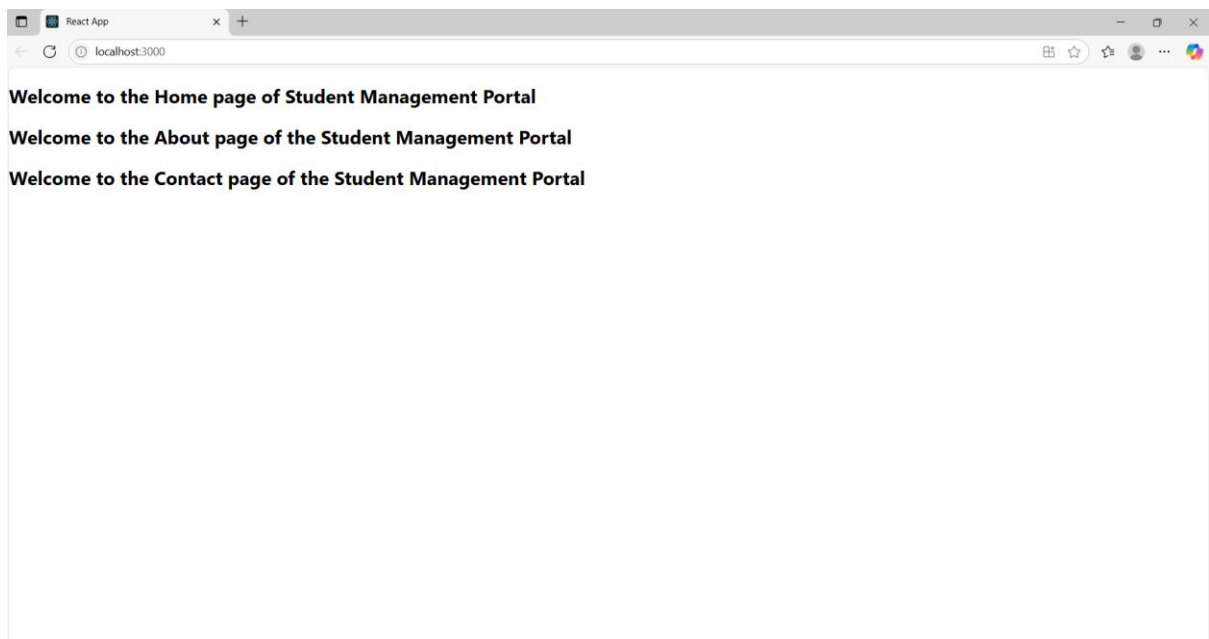 React App
localhost:3000
Welcome to the Home page of Student Management Portal
Welcome to the About page of the Student Management Portal
Welcome to the Contact page of the Student Management Portal